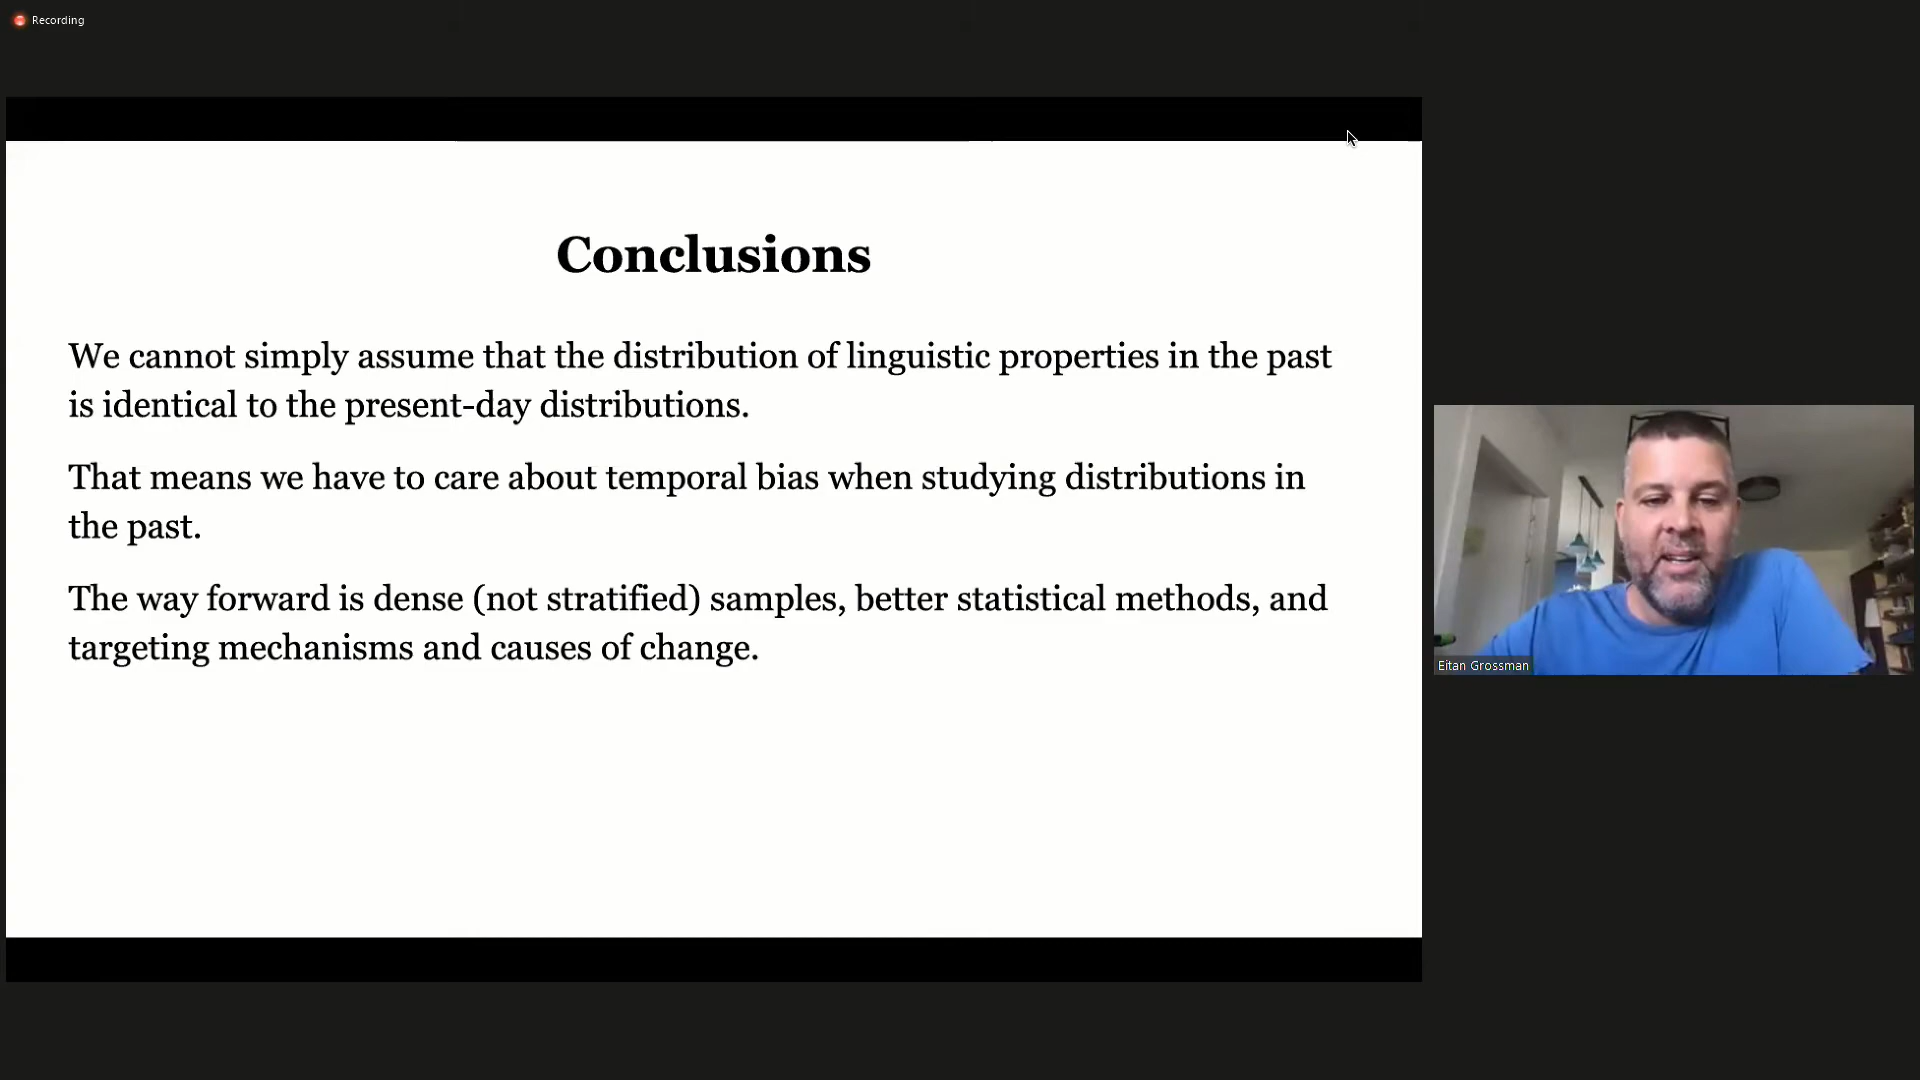 Recording
Conclusions
We cannot simply assume that the distribution of linguistic properties in the past
is identical to the present-day distributions.
That means we have to care about temporal bias when studying distributions in
the past.
The way forward is dense (not stratified) samples, better statistical methods, and
targeting mechanisms and causes of change.
Eitan Grossman